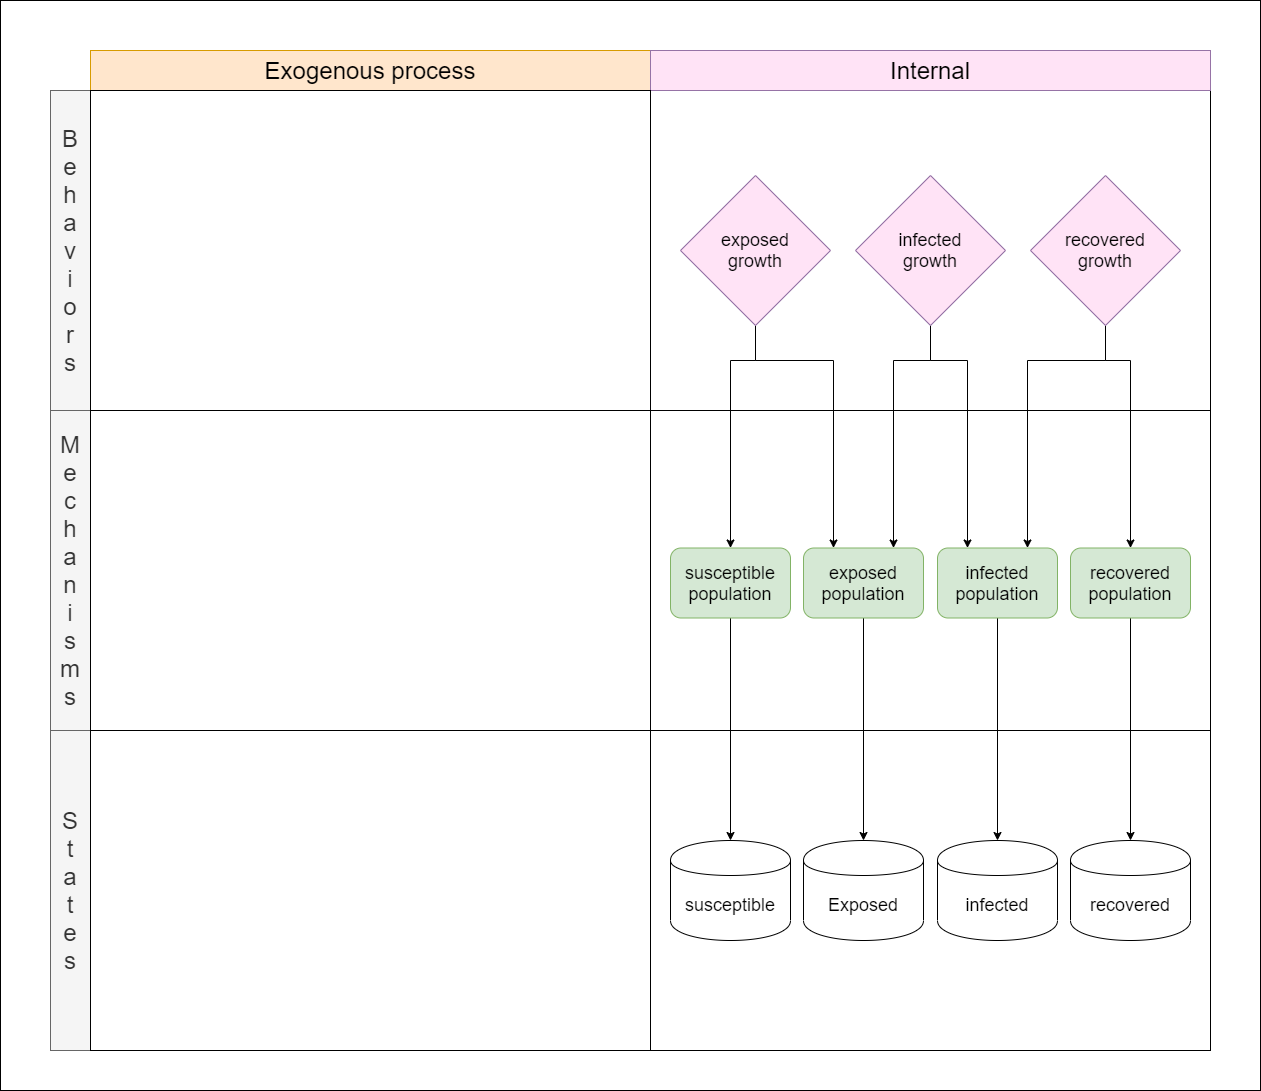 Exogenous process
Internal
Behaviors
exposed
growth
infected
growth
recovered
growth
Mechanisms
susceptible
population
exposed
population
infected
population
recovered
population
States
susceptible
Exposed
infected
recovered